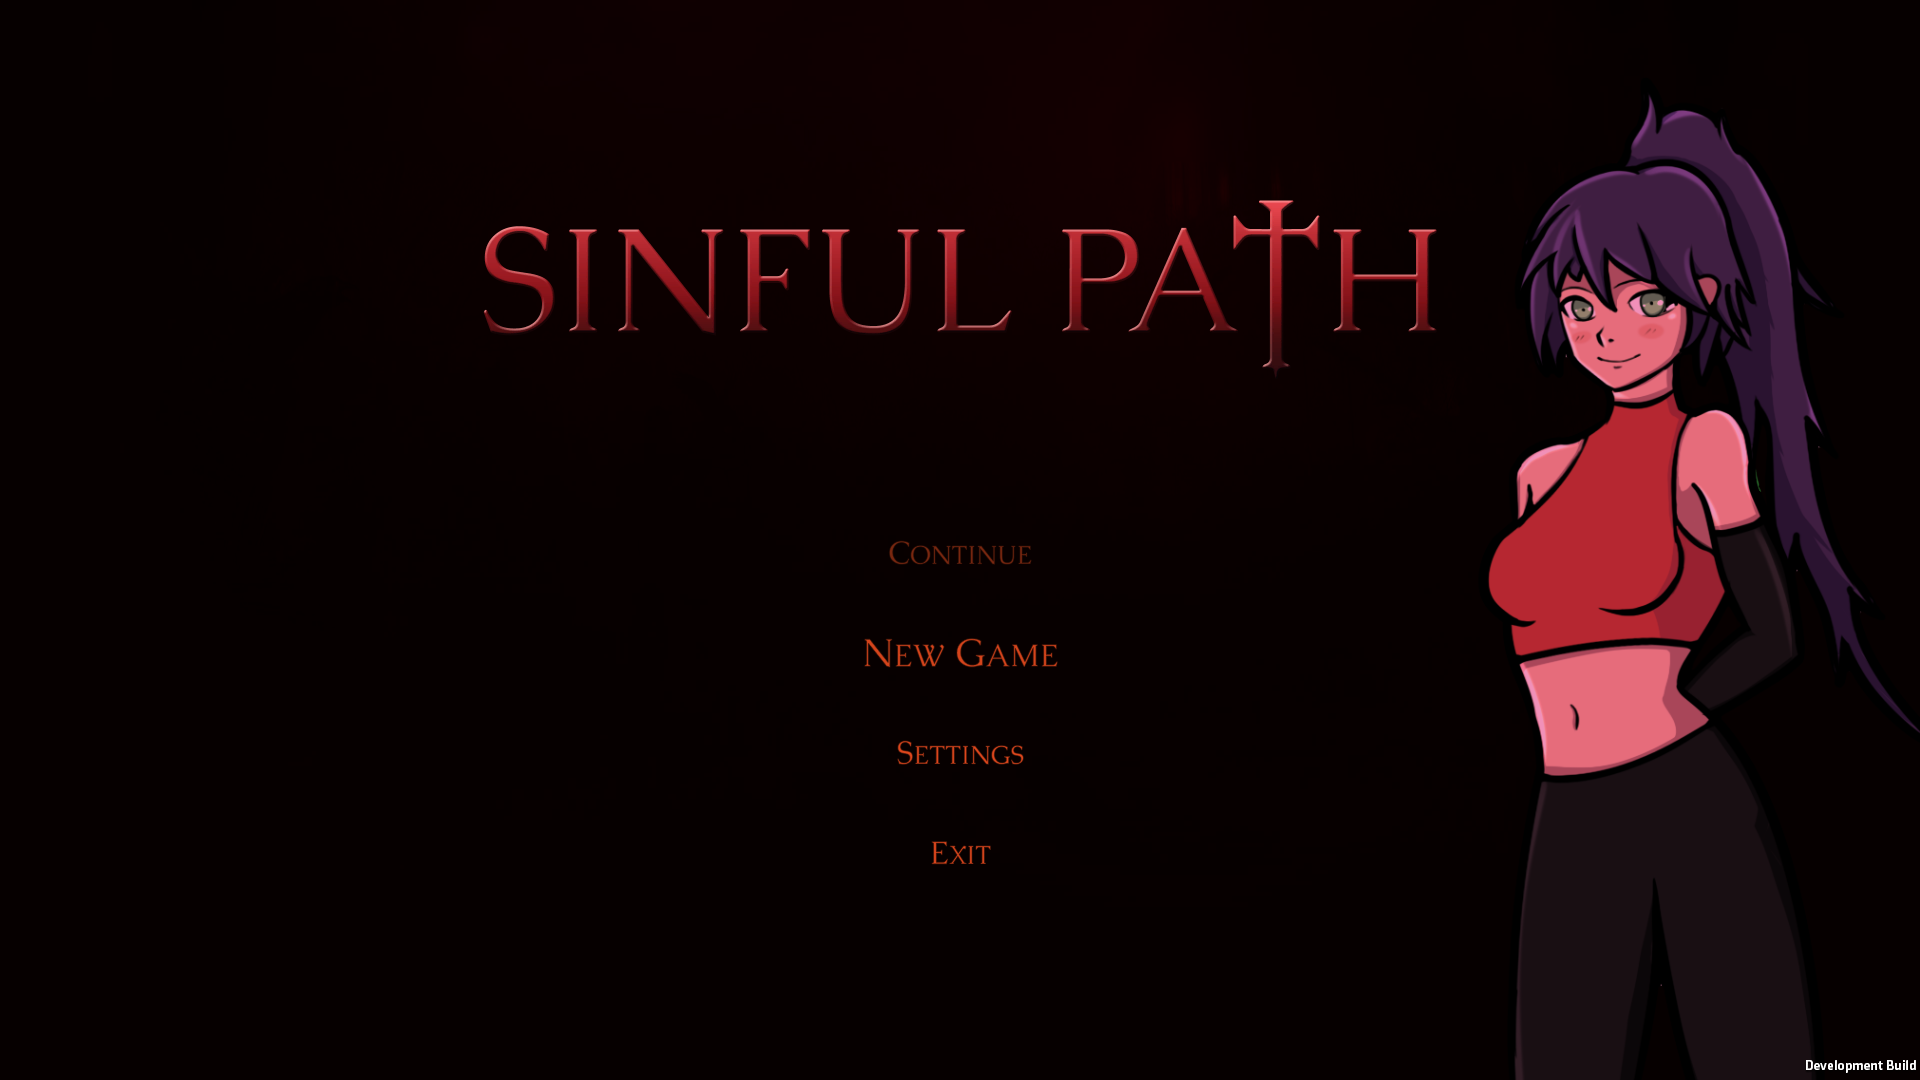 SINFUL PATH
Continue
New Game
Settings
Exit
Development Build